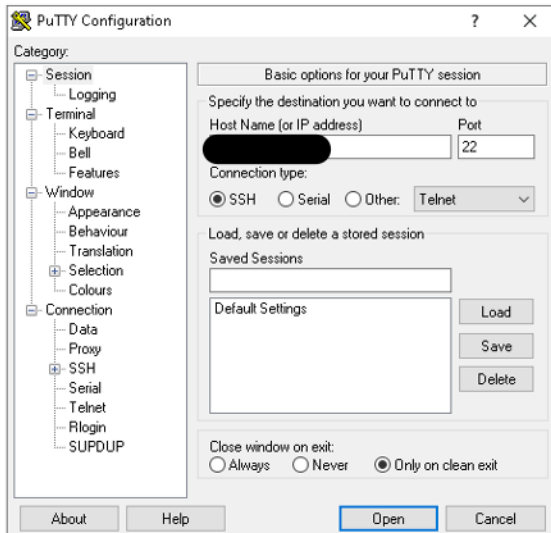 PuTTY Configuration
?
Category:
Session
Logging
Terminal
Keyboard
Bell
Features
Window
Appearance
Behaviour
Translation
Selection
Colours
Connection
Data
Proxy
SSH
Serial
Telnet
Rlogin
SUPDUP
Basic options for your PuTTY session
Specify the destination you want to connect to
Host Name (or IP address) Port
22
Connection type:
SSH Serial Other: Telnet
Load, save or delete a stored session
Saved Sessions
Default Settings
Load
Save
Delete
Close window on exit:
Always Never Only on clean exit
About Help Open Cancel